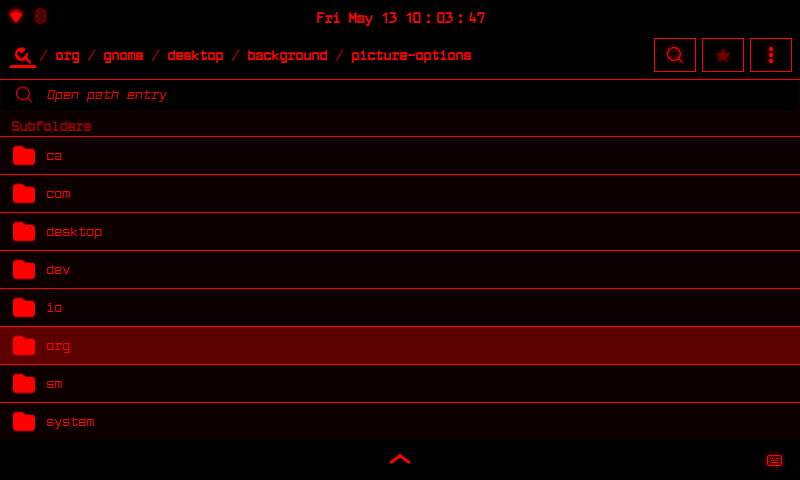 Fri May 13 10:03:47
/ org / gnome / desktop / background / picture-options
Open path entry
Subfolders
ca
com
desktop
dev
io
org
sm
system